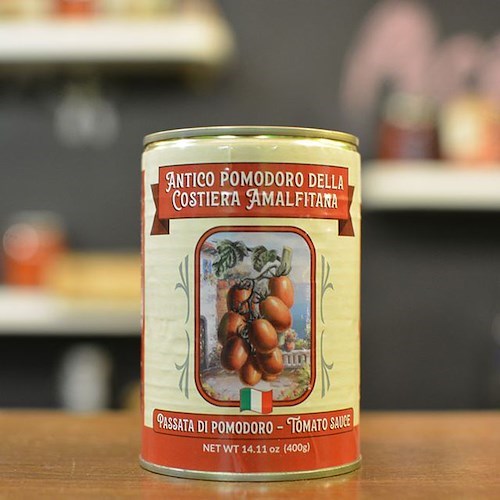 ANTICO POMODORO DELLA
COSTIERA AMALFITANA
PASSATA DI POMODORO – TOMATO SAUCE
NET WT 14.11 oz (400g)